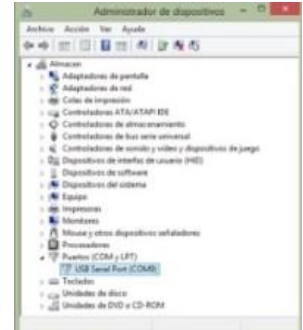 Administrador de dispositivos
Archivo Acción Ver Ayuda
Almacen
Adaptadores de pantalla
Adaptadores de red
Colas de impresión
Controladoras ATA/ATAPI IDE
Controladoras de almacenamiento
Controladoras de bus serie universal
Controladoras de sonido y vídeo y dispositivos de juego
Dispositivos de interfaz de usuario (HID)
Dispositivos de software
Dispositivos del sistema
Equipo
Impresoras
Monitores
Mouse y otros dispositivos señaladores
Procesadores
Puertos (COM y LPT)
USB Serial Port
Teclados
Unidades de disco
Unidades de DVD o CD-ROM